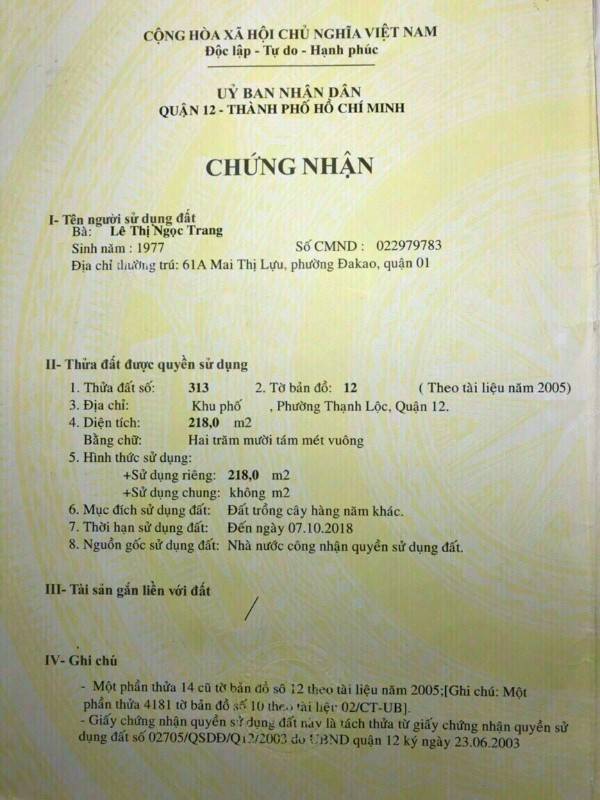 CỘNG HÒA XÃ HỘI CHỦ NGHĨA VIỆT NAM
Độc lập - Tự do - Hạnh phúc
UỶ BAN NHÂN DÂN
QUẬN 12 - THÀNH PHỐ HỒ CHÍ MINH
CHỨNG NHẬN
I- Tên người sử dụng đất
Bà: Lê Thị Ngọc Trang
Sinh năm : 1977 Số CMND : 022979783
Địa chỉ thường trú: 61A Mai Thị Lựu, phường Đakao, quận 01
II- Thửa đất được quyền sử dụng
1. Thửa đất số: 313 2. Tờ bản đồ: 12 ( Theo tài liệu năm 2005)
3. Địa chỉ: Khu phố , Phường Thạnh Lộc, Quận 12.
4. Diện tích: 218,0 m2
Bằng chữ: Hai trăm mười tám mét vuông
5. Hình thức sử dụng:
+Sử dụng riêng: 218,0 m2
+Sử dụng chung: không m2
6. Mục đích sử dụng đất: Đất trồng cây hàng năm khác.
7. Thời hạn sử dụng đất: Đến ngày 07.10.2018
8. Nguồn gốc sử dụng đất: Nhà nước công nhận quyền sử dụng đất.
III- Tài sản gắn liền với đất
/
IV- Ghi chú
- Một phần thửa 14 cũ tờ bản đồ số 12 theo tài liệu năm 2005;[Ghi chú: Một
phần thửa 4181 tờ bản đồ số 10 theo tài liệu 02/CT-UB].
- Giấy chứng nhận quyền sử dụng đất này là tách thửa từ giấy chứng nhận quyền sử
dụng đất số 02705/QSDĐ/Q12/2003 do UBND quận 12 ký ngày 23.06.2003